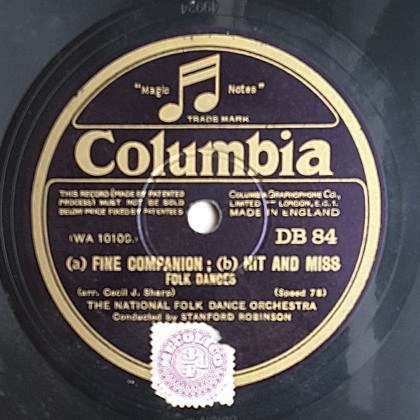 "Magic Notes"
TRADE MARK
Columbia
THIS RECORD (MADE BY PATENTED
PROCESS) MUST NOT BE SOLD
BELOW PRICE FIXED BY PATENTEES
COLUMBIA GRAPHOPHONE CO.,
LIMITED LONDON, E.C.1.
MADE IN ENGLAND
(WA 10100)
DB 84
(a) FINE COMPANION; (b) HIT AND MISS
FOLK DANCES
(arr. Cecil J. Sharp)
(Speed 78)
THE NATIONAL FOLK DANCE ORCHESTRA
Conducted by STANFORD ROBINSON